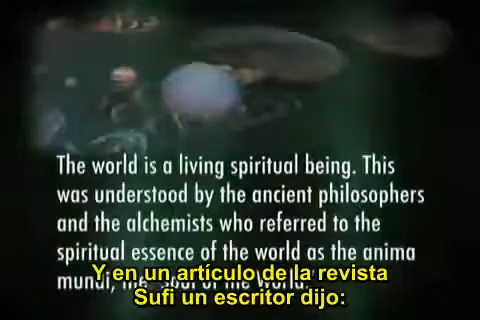 The world is a living spiritual being. This
was understood by the ancient philosophers
and the alchemists who referred to the
spiritual essence of the world as the anima
mundi, the "Soul of the World."
Y en un artículo de la revista
Sufi un escritor dijo: